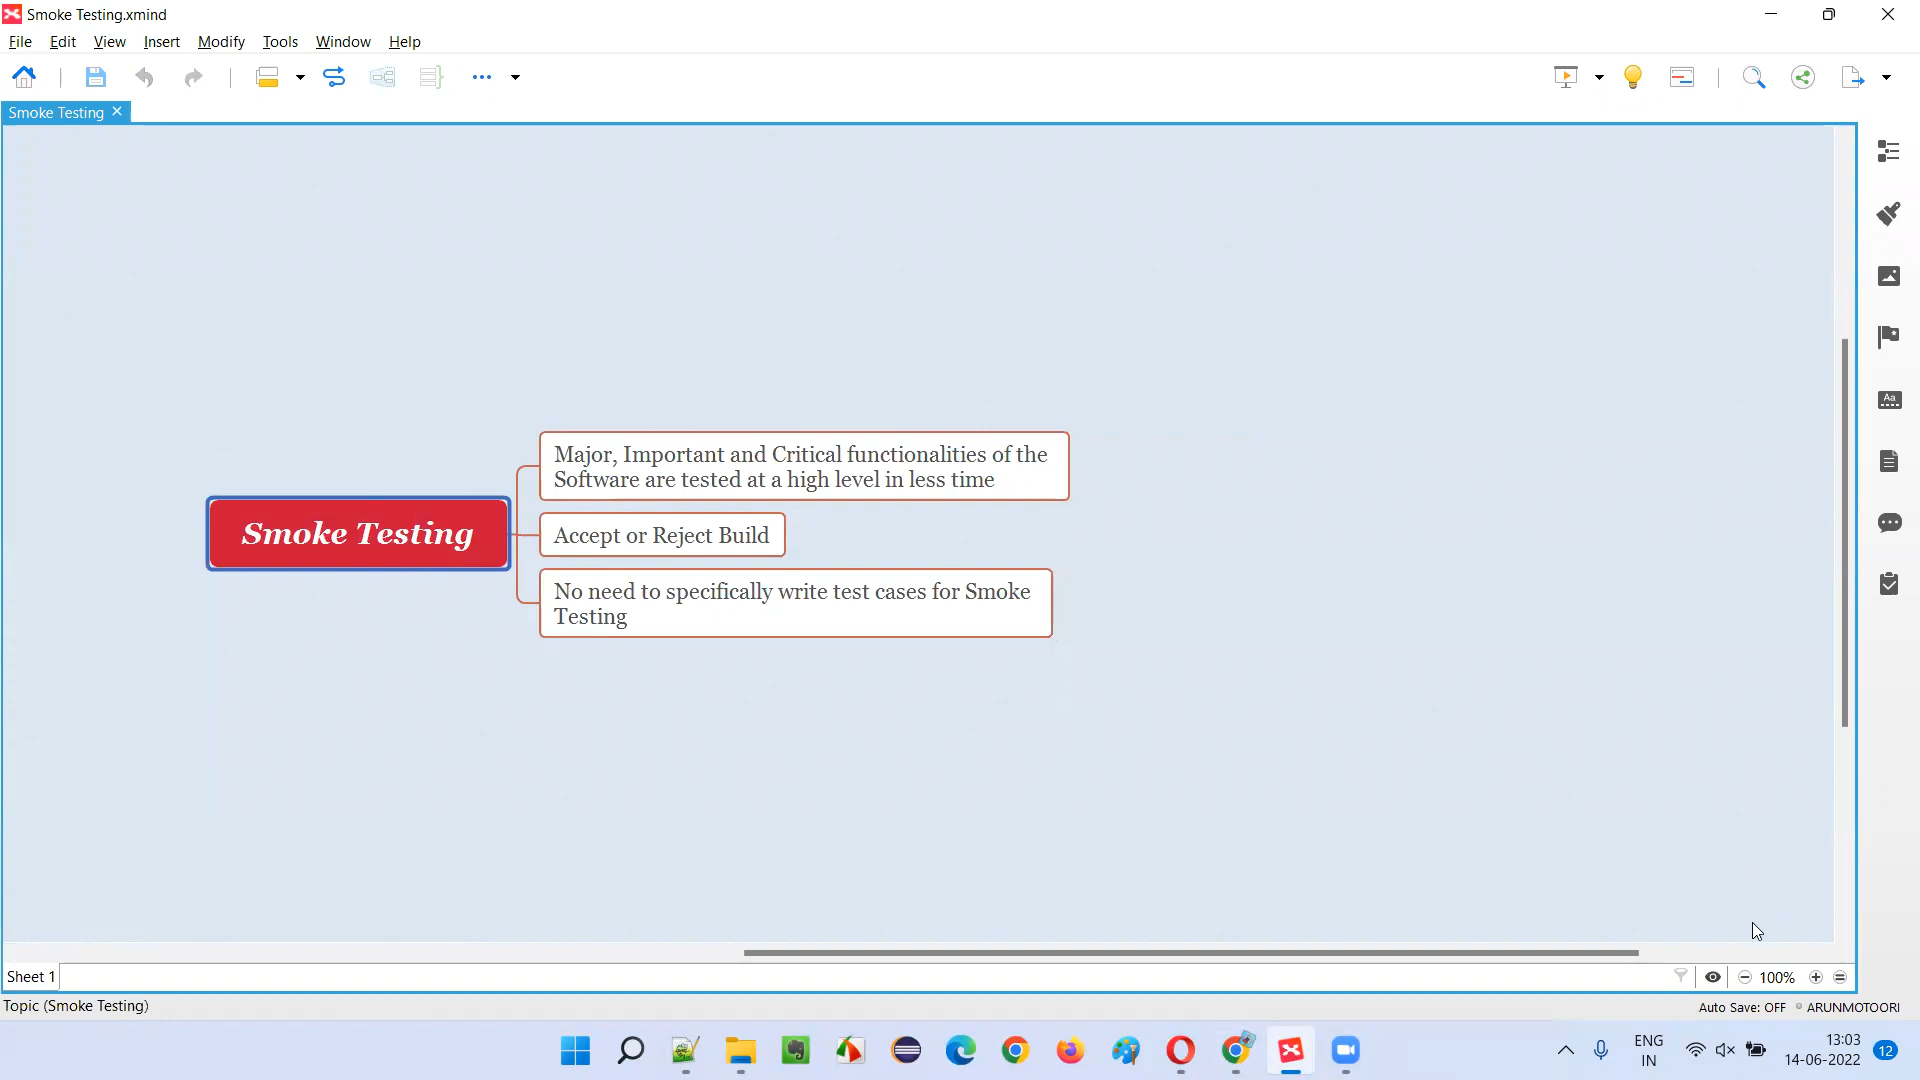 Smoke Testing.xmind
File Edit View Insert Modify Tools Window Help
Smoke Testing
Major, Important and Critical functionalities of the
Software are tested at a high level in less time
Smoke Testing
Accept or Reject Build
No need to specifically write test cases for Smoke
Testing
Aa
Sheet 1
100%
Topic (Smoke Testing)
Auto Save: OFF
ARUNMOTOORI
ENG
IN
13:03
14-06-2022
12